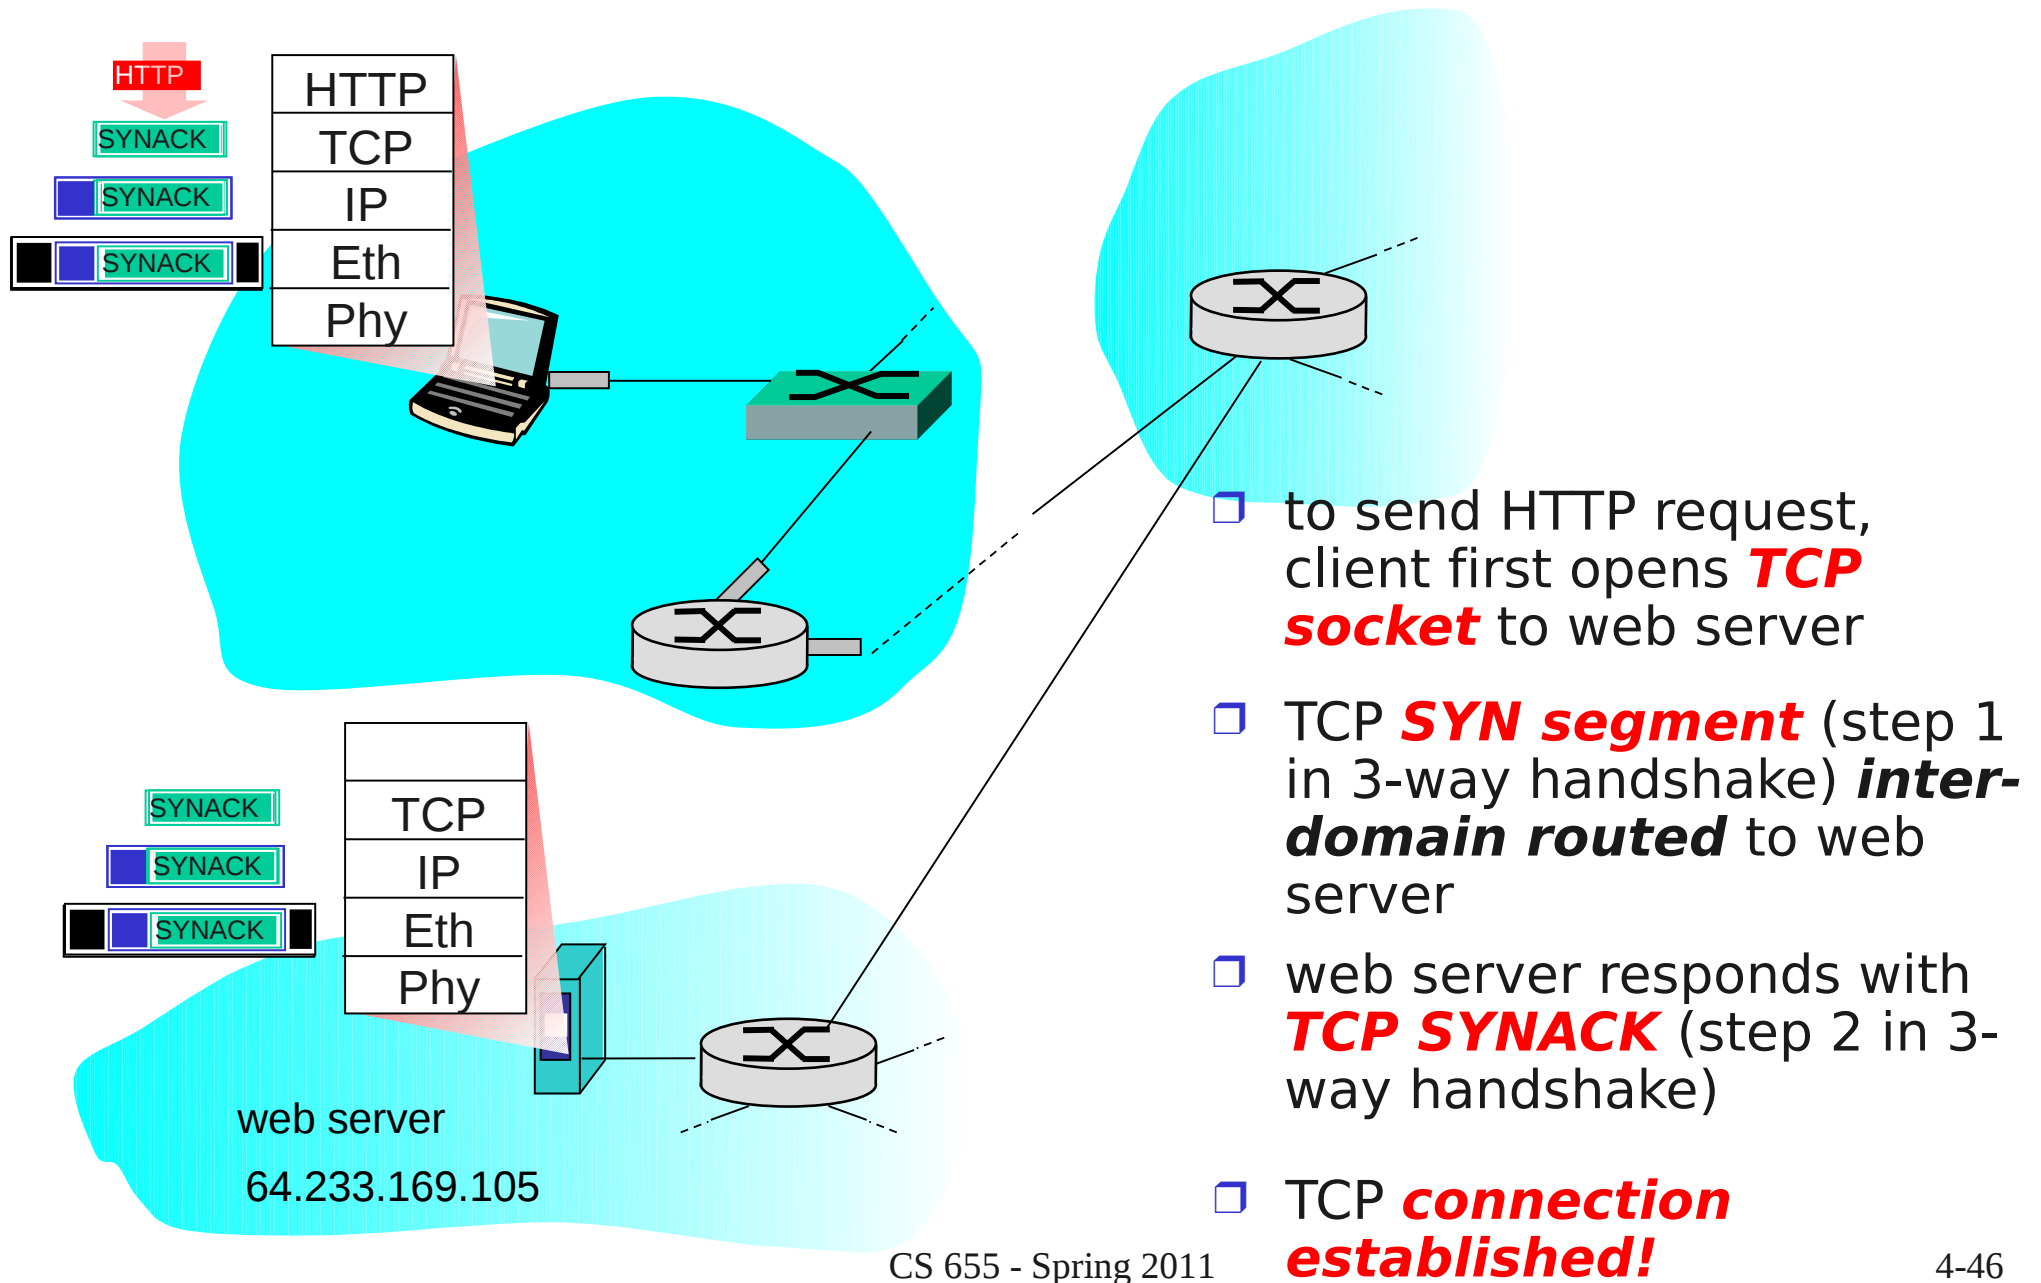 HTTP
SYNACK
SYNACK
SYNACK
HTTP
TCP
IP
Eth
Phy
SYNACK
SYNACK
SYNACK
TCP
IP
Eth
Phy
web server
64.233.169.105
to send HTTP request,
client first opens TCP
socket to web server
TCP SYN segment (step 1
in 3-way handshake) inter-
domain routed to web
server
web server responds with
TCP SYNACK (step 2 in 3-
way handshake)
TCP connection
established!
CS 655 - Spring 2011
4-46